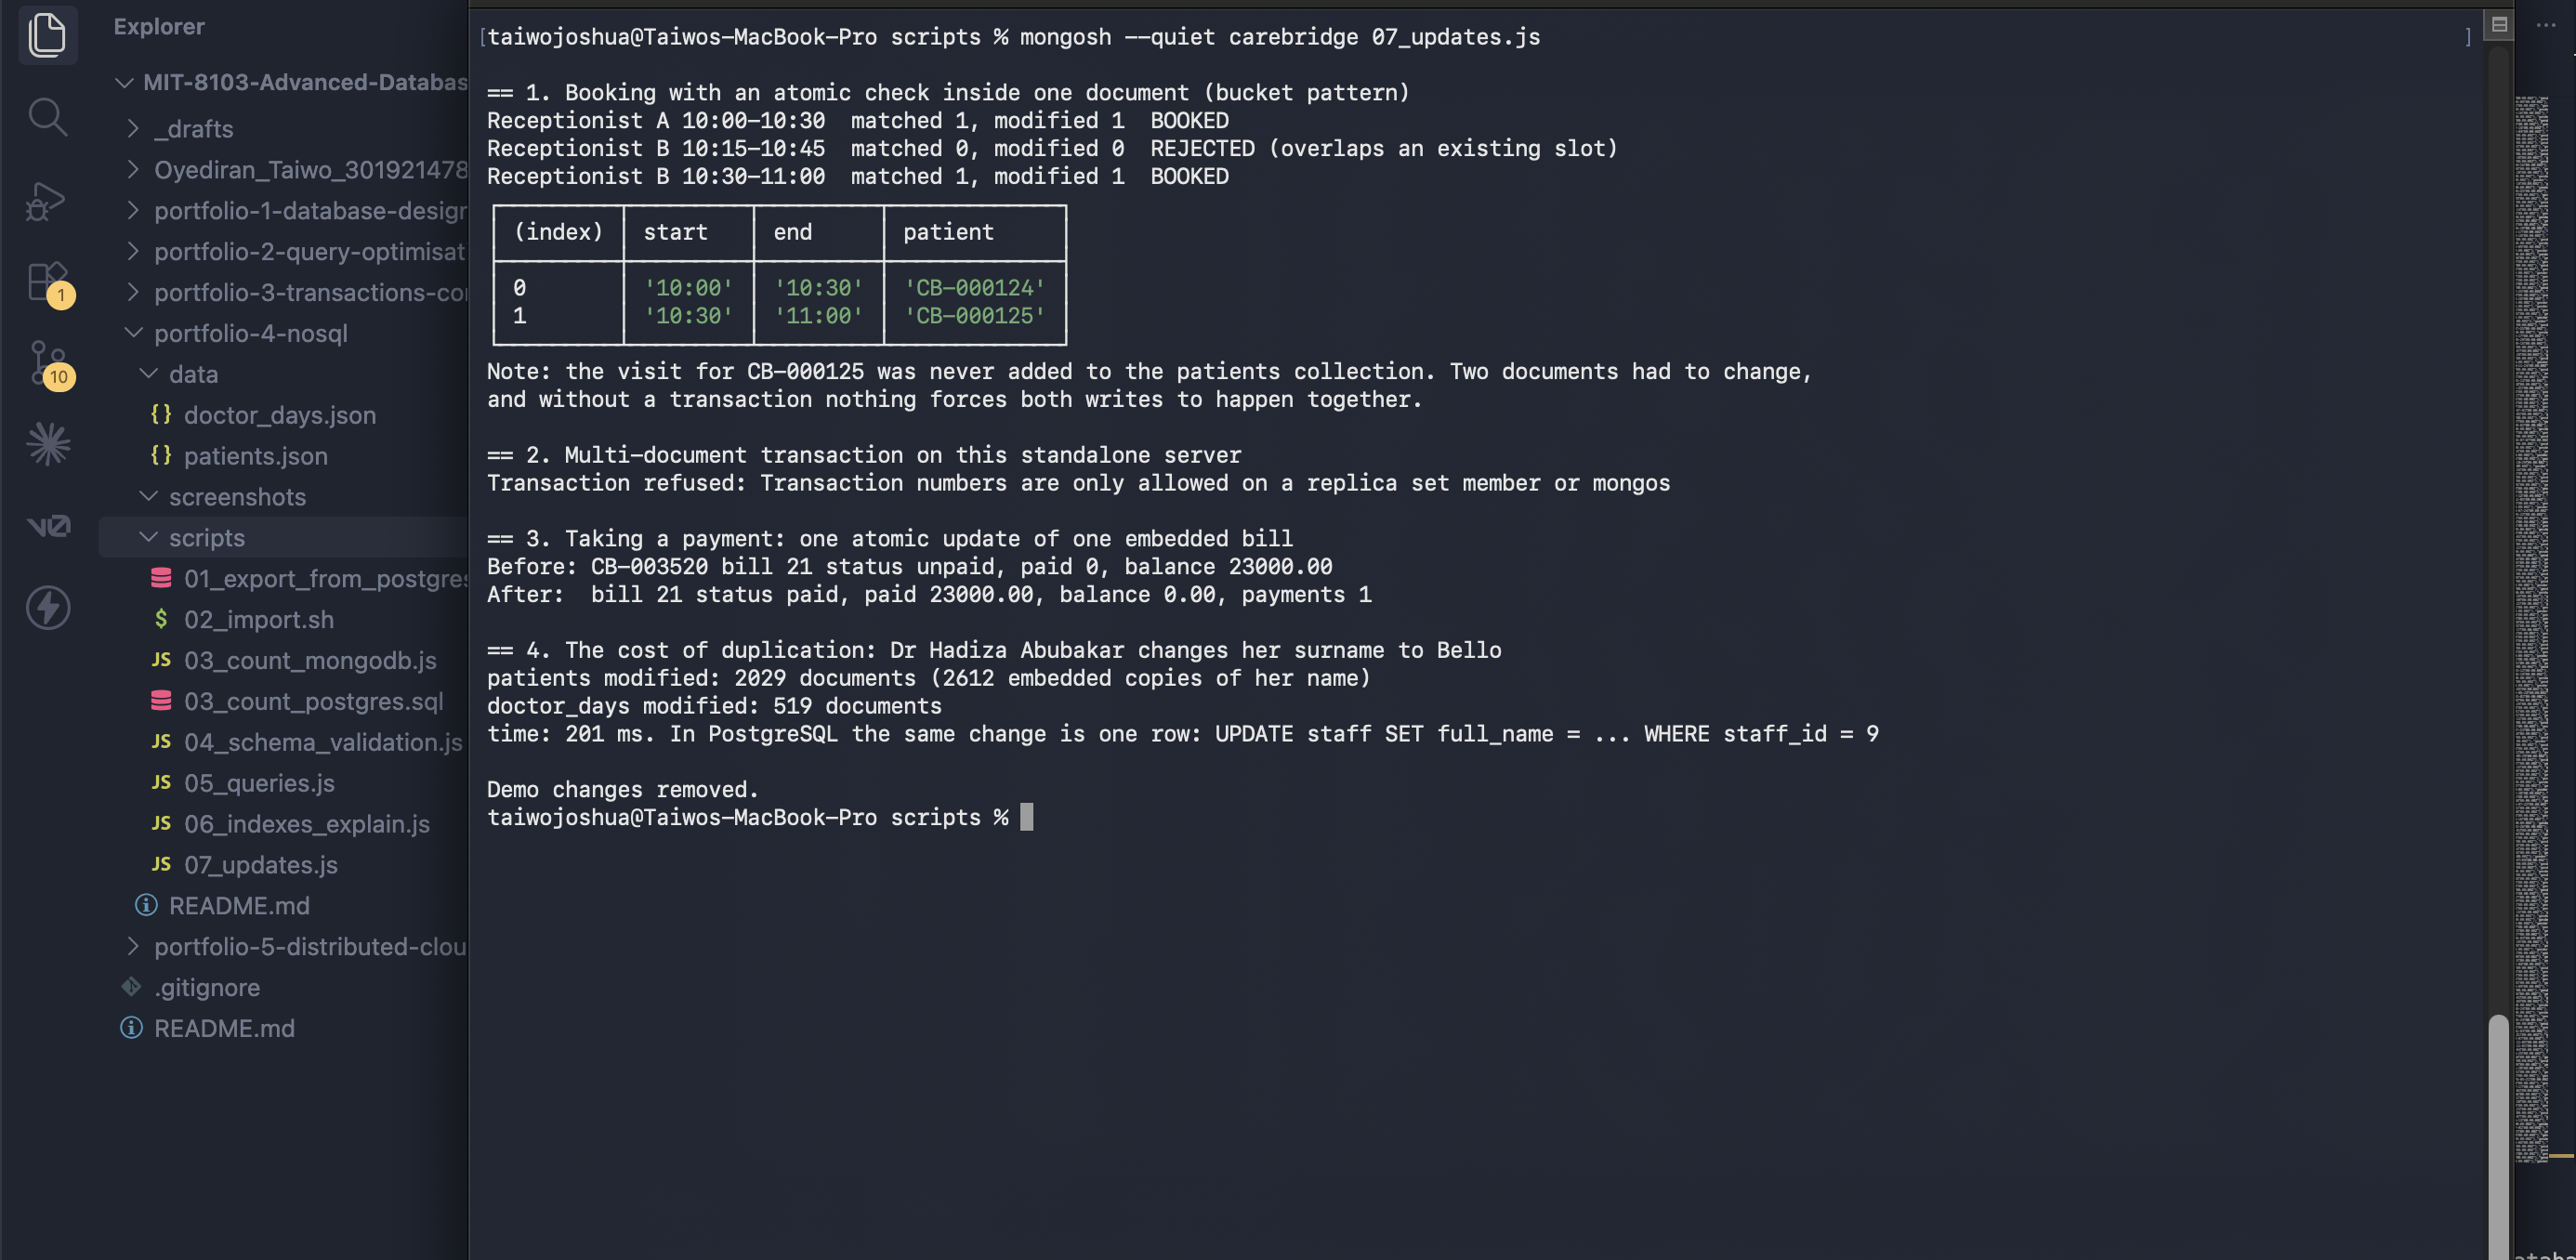 Explorer
MIT-8103-Advanced-Databas
_drafts
Oyediran_Taiwo_301921478
portfolio-1-database-desigr
portfolio-2-query-optimisat
portfolio-3-transactions-co
portfolio-4-nosql
data
{} doctor_days.json
{} patients.json
screenshots
scripts
01_export_from_postgres
$ 02_import.sh
JS 03_count_mongodb.js
03_count_postgres.sql
JS 04_schema_validation.js
JS 05_queries.js
JS 06_indexes_explain.js
JS 07_updates.js
README.md
portfolio-5-distributed-clou
.gitignore
README.md
1
10
[taiwojoshua@Taiwos-MacBook-Pro scripts % mongosh --quiet carebridge 07_updates.js ]
== 1. Booking with an atomic check inside one document (bucket pattern)
Receptionist A 10:00-10:30  matched 1, modified 1  BOOKED
Receptionist B 10:15-10:45  matched 0, modified 0  REJECTED (overlaps an existing slot)
Receptionist B 10:30-11:00  matched 1, modified 1  BOOKED
(index) start end patient
0 '10:00' '10:30' 'CB-000124'
1 '10:30' '11:00' 'CB-000125'
Note: the visit for CB-000125 was never added to the patients collection. Two documents had to change,
and without a transaction nothing forces both writes to happen together.
== 2. Multi-document transaction on this standalone server
Transaction refused: Transaction numbers are only allowed on a replica set member or mongos
== 3. Taking a payment: one atomic update of one embedded bill
Before: CB-003520 bill 21 status unpaid, paid 0, balance 23000.00
After:  bill 21 status paid, paid 23000.00, balance 0.00, payments 1
== 4. The cost of duplication: Dr Hadiza Abubakar changes her surname to Bello
patients modified: 2029 documents (2612 embedded copies of her name)
doctor_days modified: 519 documents
time: 201 ms. In PostgreSQL the same change is one row: UPDATE staff SET full_name = ... WHERE staff_id = 9
Demo changes removed.
taiwojoshua@Taiwos-MacBook-Pro scripts %